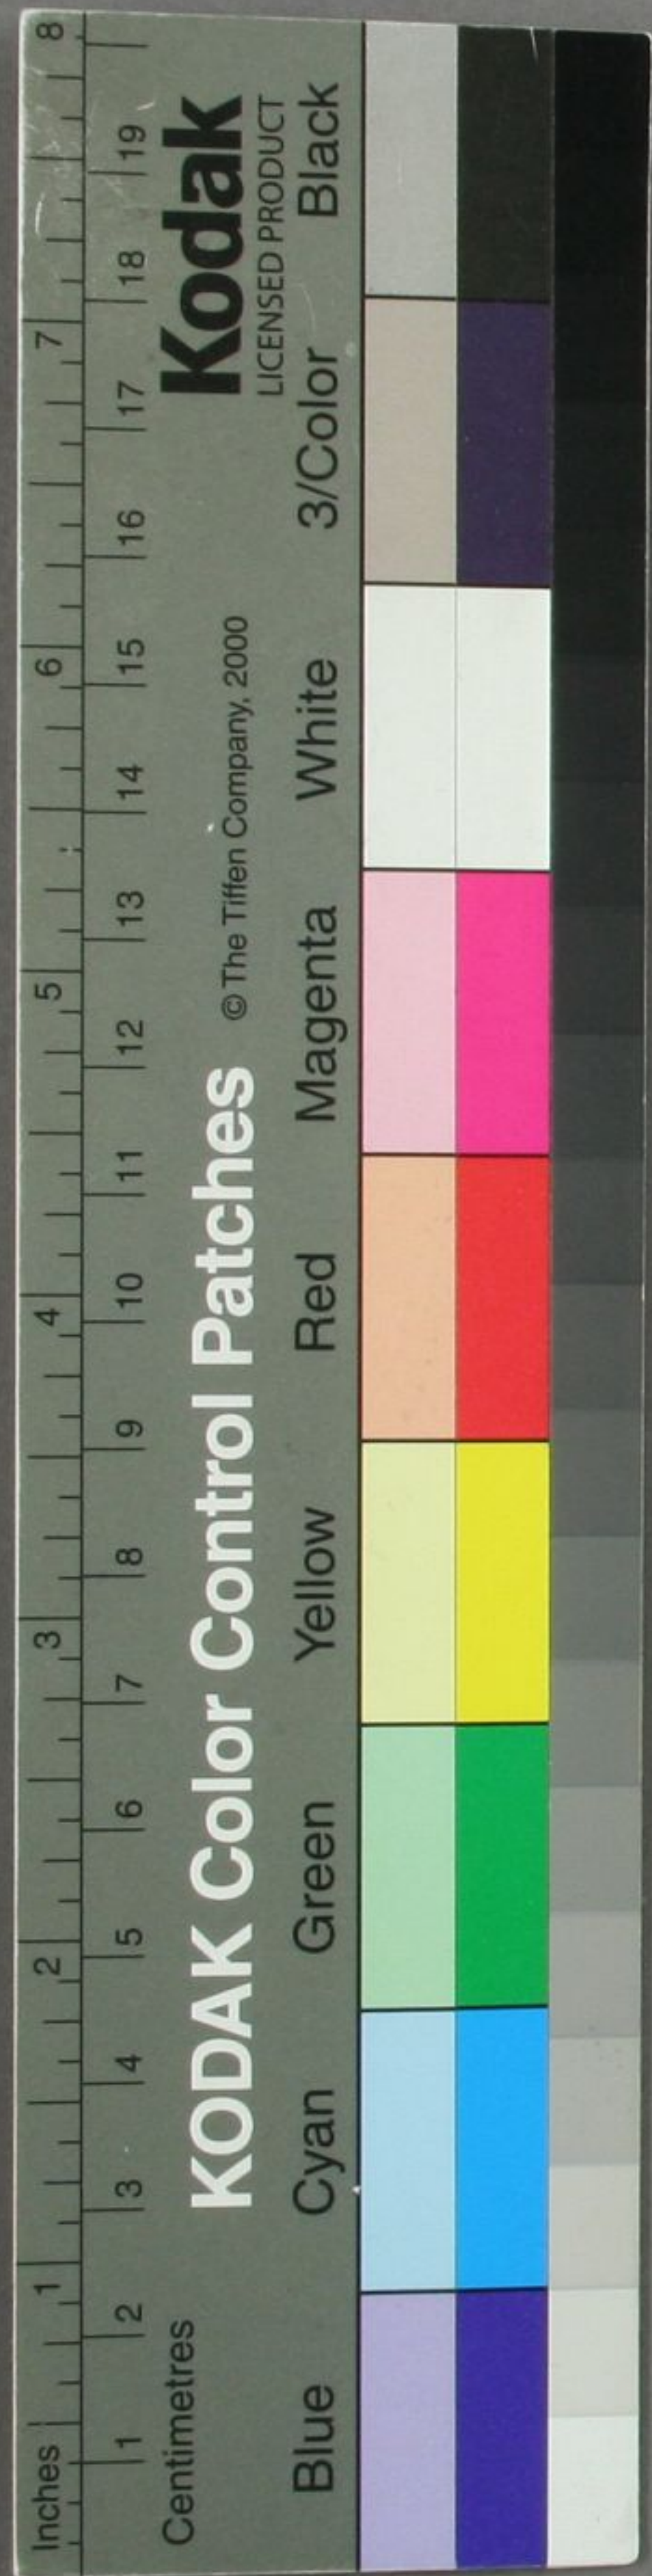 Inches 1 2 3 4 5 6 7 8
1 2 3 4 5 6 7 8 9 10 11 12 13 14 15 16 17 18 19
Centimetres
KODAK Color Control Patches © The Tiffen Company, 2000 Kodak
LICENSED PRODUCT
Blue Cyan Green Yellow Red Magenta White 3/Color Black